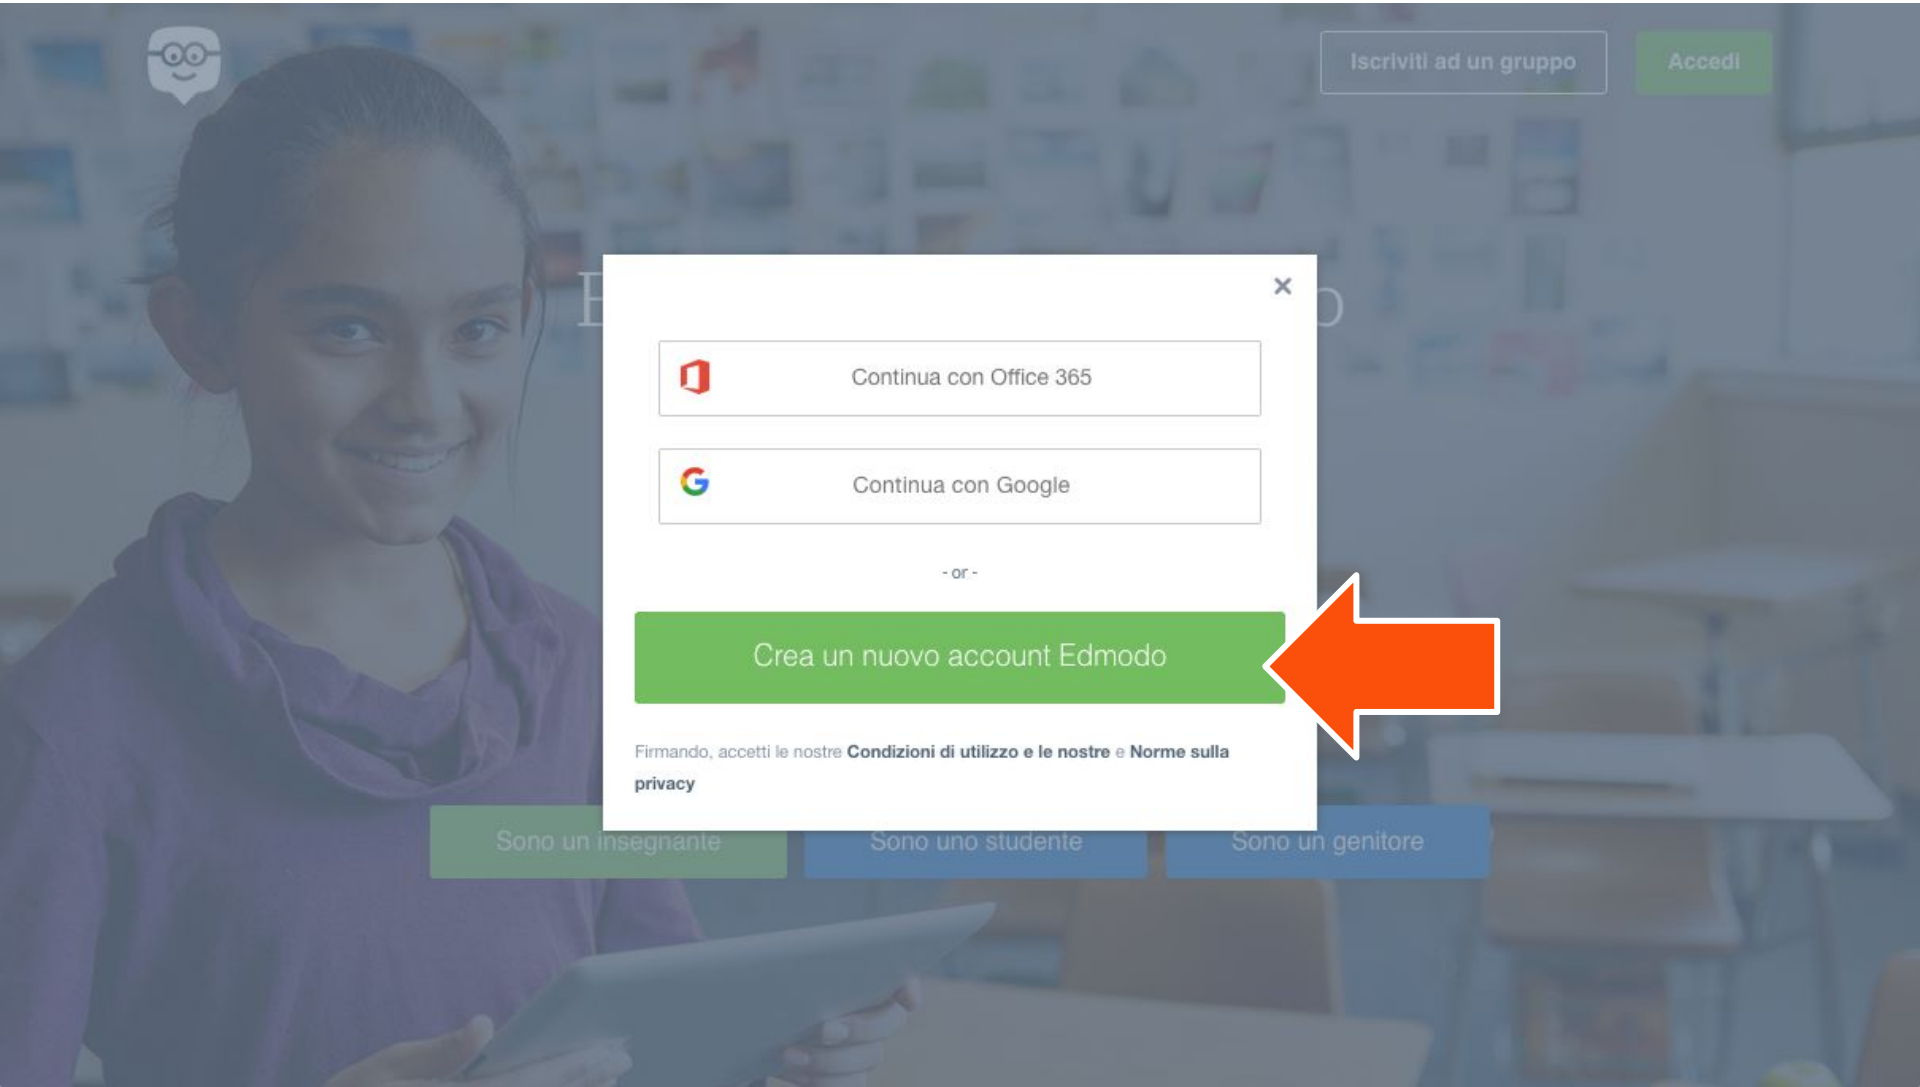 Iscriviti ad un gruppo
Accedi
×
Continua con Office 365
Continua con Google
- or -
Crea un nuovo account Edmodo
Firmando, accetti le nostre Condizioni di utilizzo e le nostre e Norme sulla
privacy
Sono un insegnante
Sono uno studente
Sono un genitore